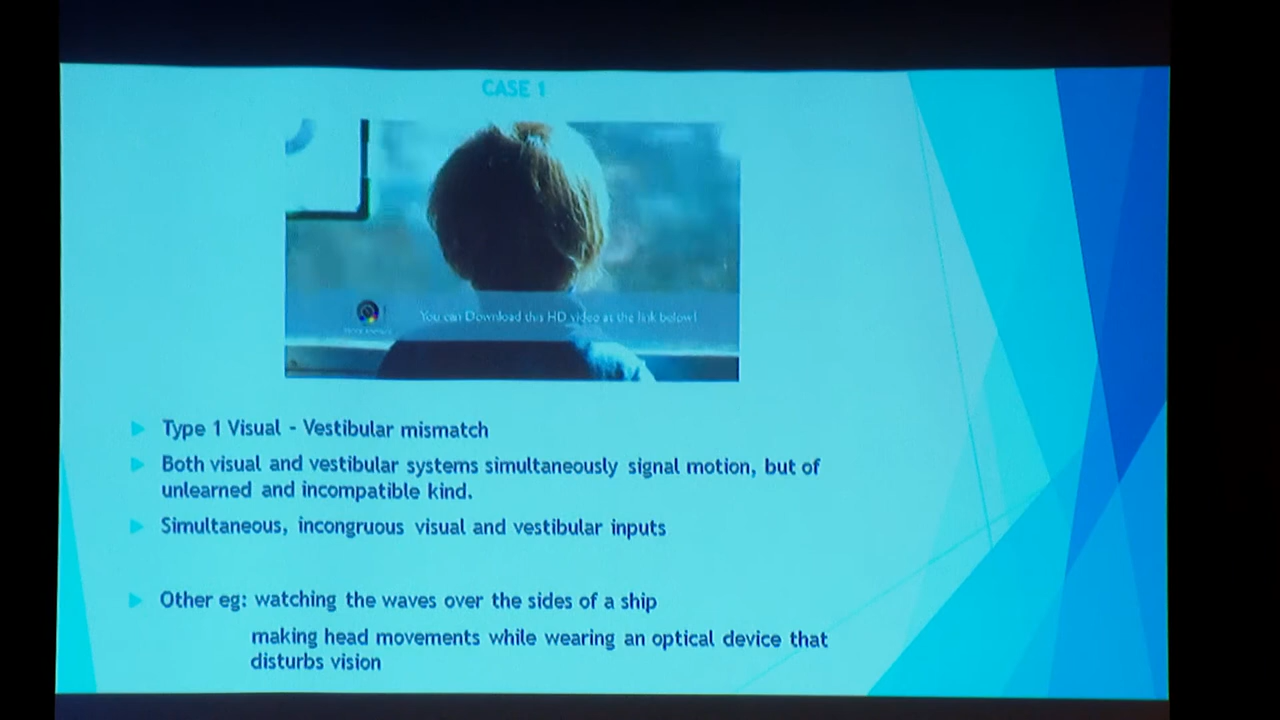 CASE 1
You can Download this HD video at the link below!
Type 1 Visual - Vestibular mismatch
Both visual and vestibular systems simultaneously signal motion, but of
unlearned and incompatible kind.
Simultaneous, incongruous visual and vestibular inputs
Other eg: watching the waves over the sides of a ship
making head movements while wearing an optical device that
disturbs vision